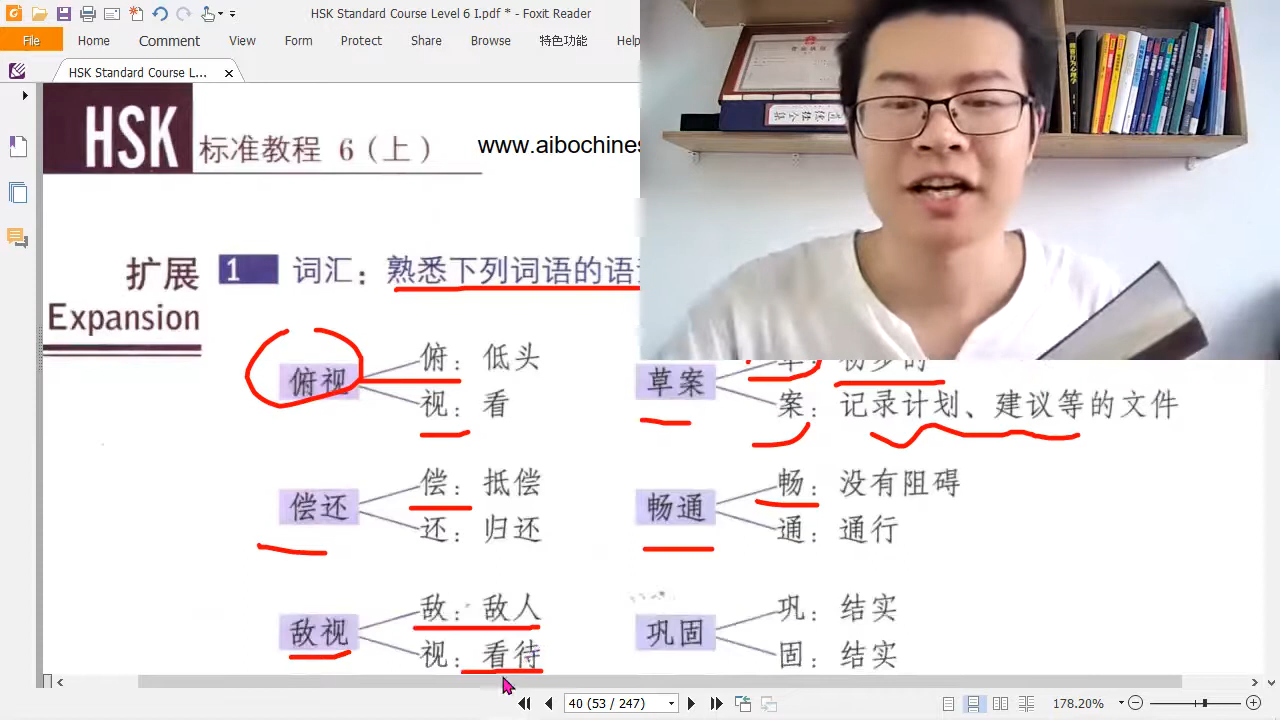 HSK Standard Course Level 6 I.pdf * - Foxit Reader
File Home Comment View Form Protect Share Browse 特色功能 Help
HSK Standard Course L...
HSK 标准教程 6（上）
www.aibochines
扩展 1 词汇：熟悉下列词语的语
Expansion
俯视 俯：低头
视：看
草案 草：初步的
案：记录计划、建议等的文件
偿还 偿：抵偿
还：归还
畅通 畅：没有阻碍
通：通行
敌视 敌：敌人
视：看待
巩固 巩：结实
固：结实
40 (53 / 247) 178.20%